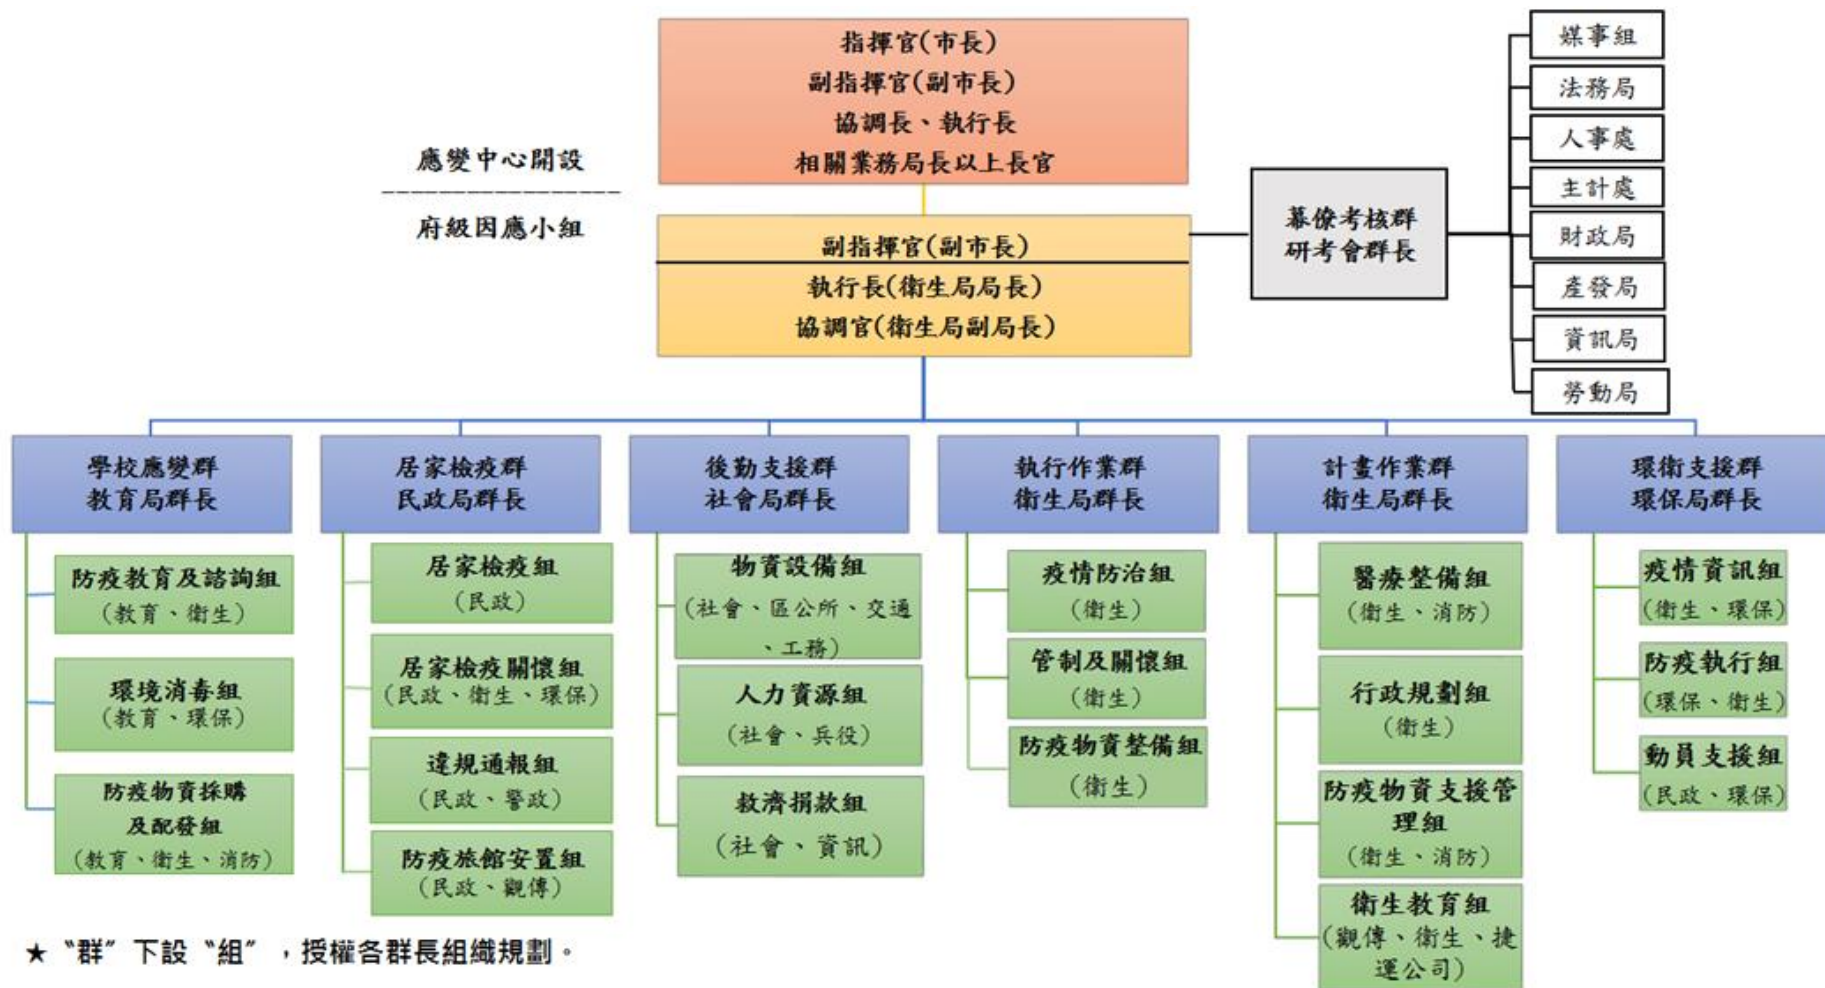 指揮官(市長)
副指揮官(副市長)
協調長、執行長
相關業務局長以上長官
應變中心開設
府級因應小組
副指揮官(副市長)
執行長(衛生局局長)
協調官(衛生局副局長)
幕僚考核群
研考會群長
媒事組
法務局
人事處
主計處
財政局
產發局
資訊局
勞動局
學校應變群
教育局群長
防疫教育及諮詢組
(教育、衛生)
環境消毒組
(教育、環保)
防疫物資採購
及配發組
(教育、衛生、消防)
居家檢疫群
民政局群長
居家檢疫組
(民政)
居家檢疫關懷組
(民政、衛生、環保)
違規通報組
(民政、警政)
防疫旅館安置組
(民政、觀傳)
後勤支援群
社會局群長
物資設備組
(社會、區公所、交通
、工務)
人力資源組
(社會、兵役)
救濟捐款組
(社會、資訊)
執行作業群
衛生局群長
疫情防治組
(衛生)
管制及關懷組
(衛生)
防疫物資整備組
(衛生)
計畫作業群
衛生局群長
醫療整備組
(衛生、消防)
行政規劃組
(衛生)
防疫物資支援管
理組
(衛生、消防)
衛生教育組
(觀傳、衛生、捷
運公司)
環衛支援群
環保局群長
疫情資訊組
(衛生、環保)
防疫執行組
(環保、衛生)
動員支援組
(民政、環保)
★ “群”下設“組”，授權各群長組織規劃。